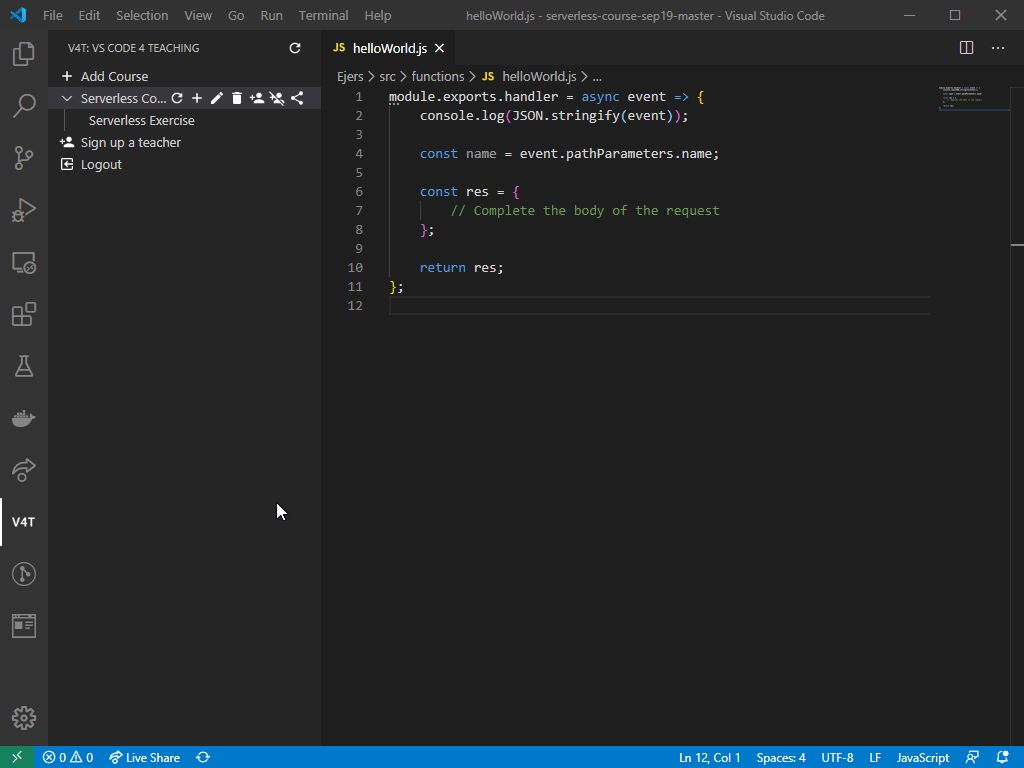 File Edit Selection View Go Run Terminal Help helloWorld.js - serverless-course-sep19-master - Visual Studio Code
V4T: VS CODE 4 TEACHING
Add Course
Serverless Co...
Serverless Exercise
Sign up a teacher
Logout
V4T
JS helloWorld.js
Ejers > src > functions > JS helloWorld.js > ...
1 module.exports.handler = async event => {
2 console.log(JSON.stringify(event));
3
4 const name = event.pathParameters.name;
5
6 const res = {
7 // Complete the body of the request
8 };
9
10 return res;
11 };
12
0 0 Live Share Ln 12, Col 1 Spaces: 4 UTF-8 LF JavaScript